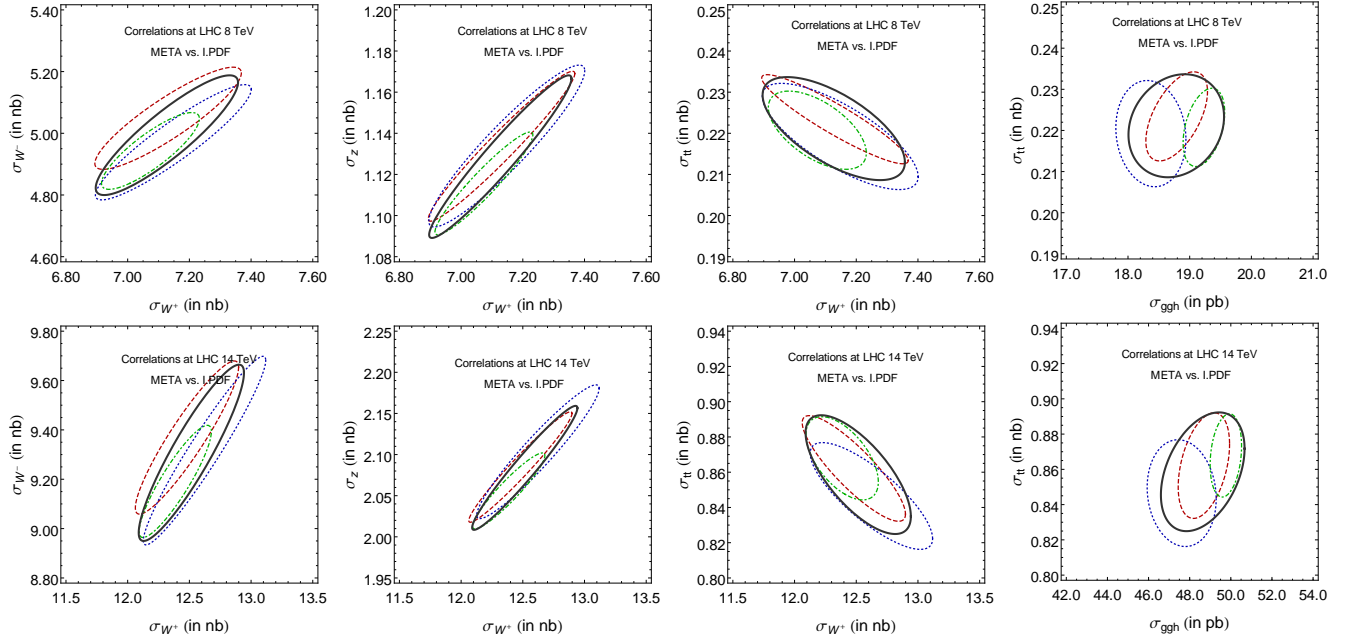 5.40
5.20
5.00
4.80
4.60
σW⁻ (in nb)
Correlations at LHC 8 TeV
META vs. I.PDF
6.80 7.00 7.20 7.40 7.60
σW⁺ (in nb)
1.20
1.18
1.16
1.14
1.12
1.10
1.08
σz (in nb)
Correlations at LHC 8 TeV
META vs. I.PDF
6.80 7.00 7.20 7.40 7.60
σW⁺ (in nb)
0.25
0.24
0.23
0.22
0.21
0.20
0.19
σtt (in nb)
Correlations at LHC 8 TeV
META vs. I.PDF
6.80 7.00 7.20 7.40 7.60
σW⁺ (in nb)
0.25
0.24
0.23
0.22
0.21
0.20
0.19
σtt (in nb)
Correlations at LHC 8 TeV
META vs. I.PDF
17.0 18.0 19.0 20.0 21.0
σggh (in pb)
9.80
9.60
9.40
9.20
9.00
8.80
σW⁻ (in nb)
Correlations at LHC 14 TeV
META vs. I.PDF
11.5 12.0 12.5 13.0 13.5
σW⁺ (in nb)
2.25
2.20
2.15
2.10
2.05
2.00
1.95
σz (in nb)
Correlations at LHC 14 TeV
META vs. I.PDF
11.5 12.0 12.5 13.0 13.5
σW⁺ (in nb)
0.94
0.92
0.90
0.88
0.86
0.84
0.82
0.80
σtt (in nb)
Correlations at LHC 14 TeV
META vs. I.PDF
11.5 12.0 12.5 13.0 13.5
σW⁺ (in nb)
0.94
0.92
0.90
0.88
0.86
0.84
0.82
0.80
σtt (in nb)
Correlations at LHC 14 TeV
META vs. I.PDF
42.0 44.0 46.0 48.0 50.0 52.0 54.0
σggh (in pb)